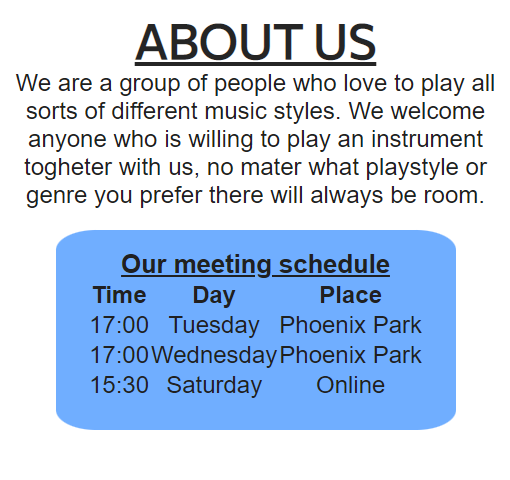 ABOUT US
We are a group of people who love to play all
sorts of different music styles. We welcome
anyone who is willing to play an instrument
togheter with us, no mater what playstyle or
genre you prefer there will always be room.
Our meeting schedule
Time Day Place
17:00 Tuesday Phoenix Park
17:00 Wednesday Phoenix Park
15:30 Saturday Online